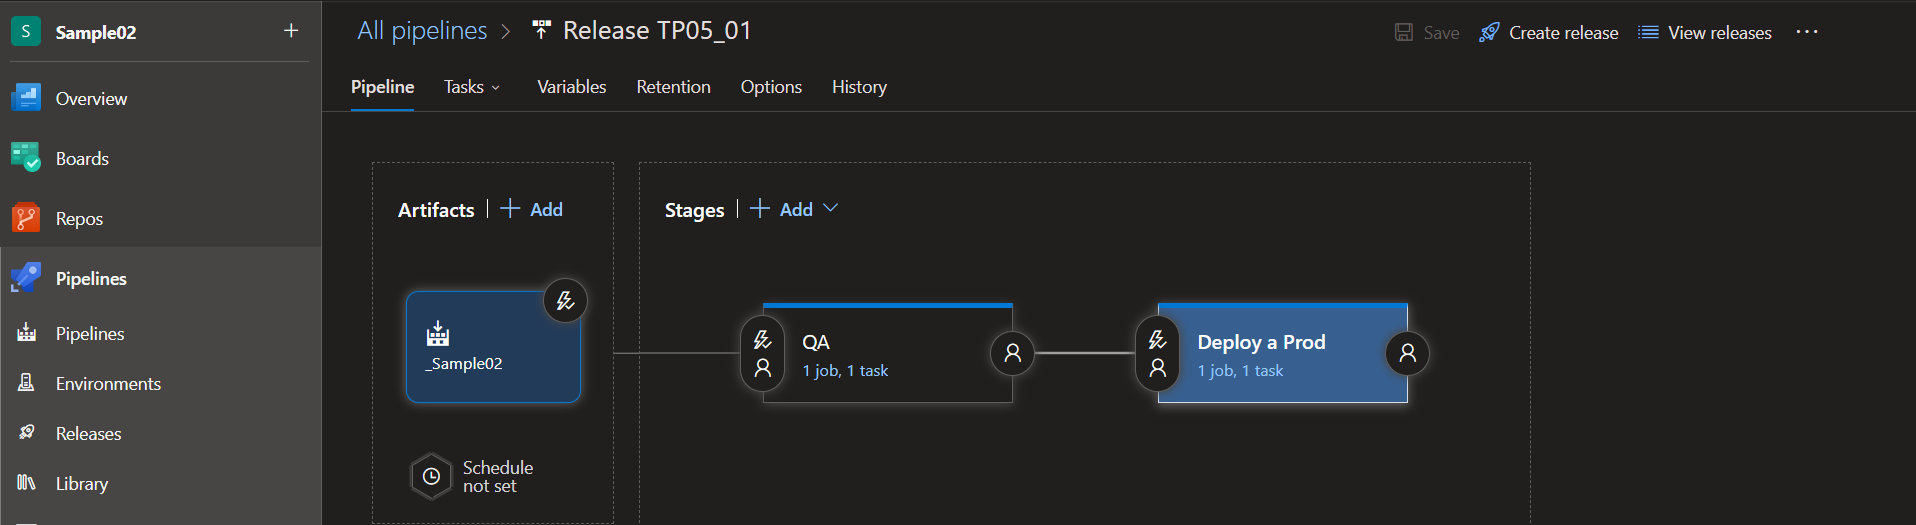 S Sample02 +
Overview
Boards
Repos
Pipelines
Pipelines
Environments
Releases
Library
All pipelines > Release TP05_01
Save Create release View releases ...
Pipeline Tasks Variables Retention Options History
Artifacts | + Add
_Sample02
Schedule
not set
Stages | + Add
QA
1 job, 1 task
Deploy a Prod
1 job, 1 task